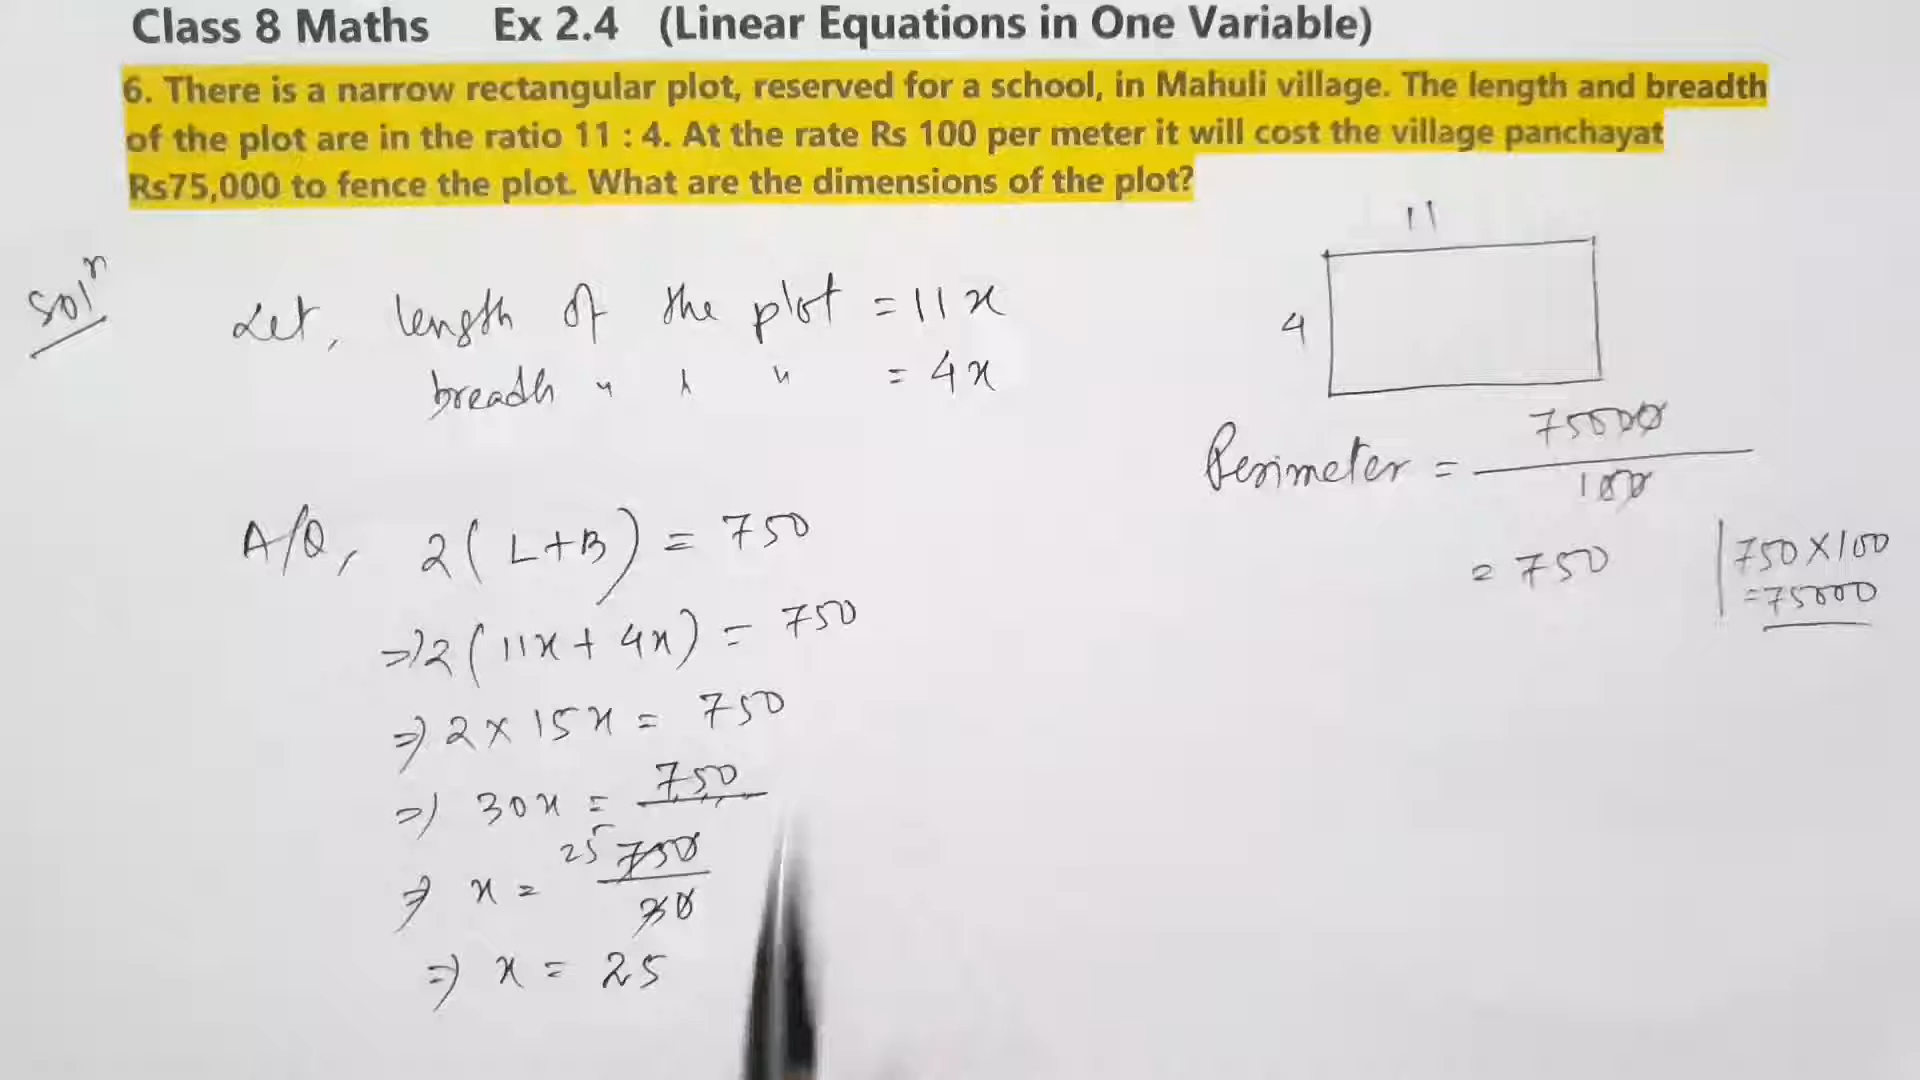 Class 8 Maths Ex 2.4 (Linear Equations in One Variable)
6. There is a narrow rectangular plot, reserved for a school, in Mahuli village. The length and breadth
of the plot are in the ratio 11 : 4. At the rate Rs 100 per meter it will cost the village panchayat
Rs75,000 to fence the plot. What are the dimensions of the plot?
Solⁿ
Let, length of the plot = 11x
breadh " " " = 4x
A/Q, 2(L+B) = 750
=> 2(11x + 4x) = 750
=> 2 × 15x = 750
=> 30x = 750
=> x = 25 750/30
=> x = 25
11
4
Perimeter = 75000/100
= 750
750×100
=75000